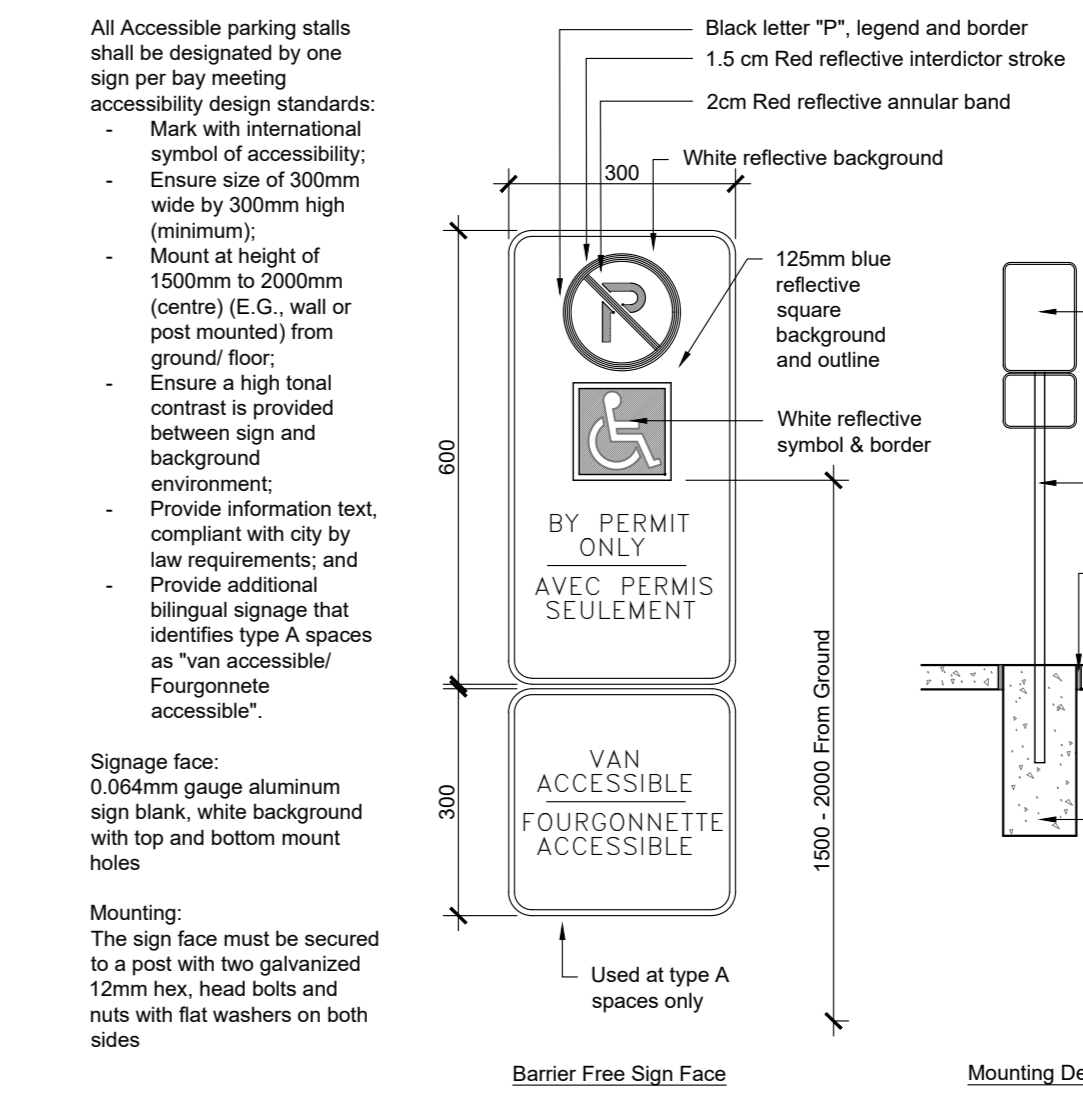 All Accessible parking stalls
shall be designated by one
sign per bay meeting
accessibility design standards:
- Mark with international
symbol of accessibility;
- Ensure size of 300mm
wide by 300mm high
(minimum);
- Mount at height of
1500mm to 2000mm
(centre) (E.G., wall or
post mounted) from
ground/ floor;
- Ensure a high tonal
contrast is provided
between sign and
background
environment;
- Provide information text,
compliant with city by
law requirements; and
- Provide additional
bilingual signage that
identifies type A spaces
as "van accessible/
Fourgonnete
accessible".
Signage face:
0.064mm gauge aluminum
sign blank, white background
with top and bottom mount
holes
Mounting:
The sign face must be secured
to a post with two galvanized
12mm hex, head bolts and
nuts with flat washers on both
sides
Black letter "P", legend and border
1.5 cm Red reflective interdictor stroke
2cm Red reflective annular band
White reflective background
300
125mm blue
reflective
square
background
and outline
P
White reflective
symbol & border
600
BY PERMIT
ONLY
AVEC PERMIS
SEULEMENT
300
VAN
ACCESSIBLE
FOURGONNETTE
ACCESSIBLE
1500 - 2000 From Ground
Used at type A
spaces only
Barrier Free Sign Face
Mounting De